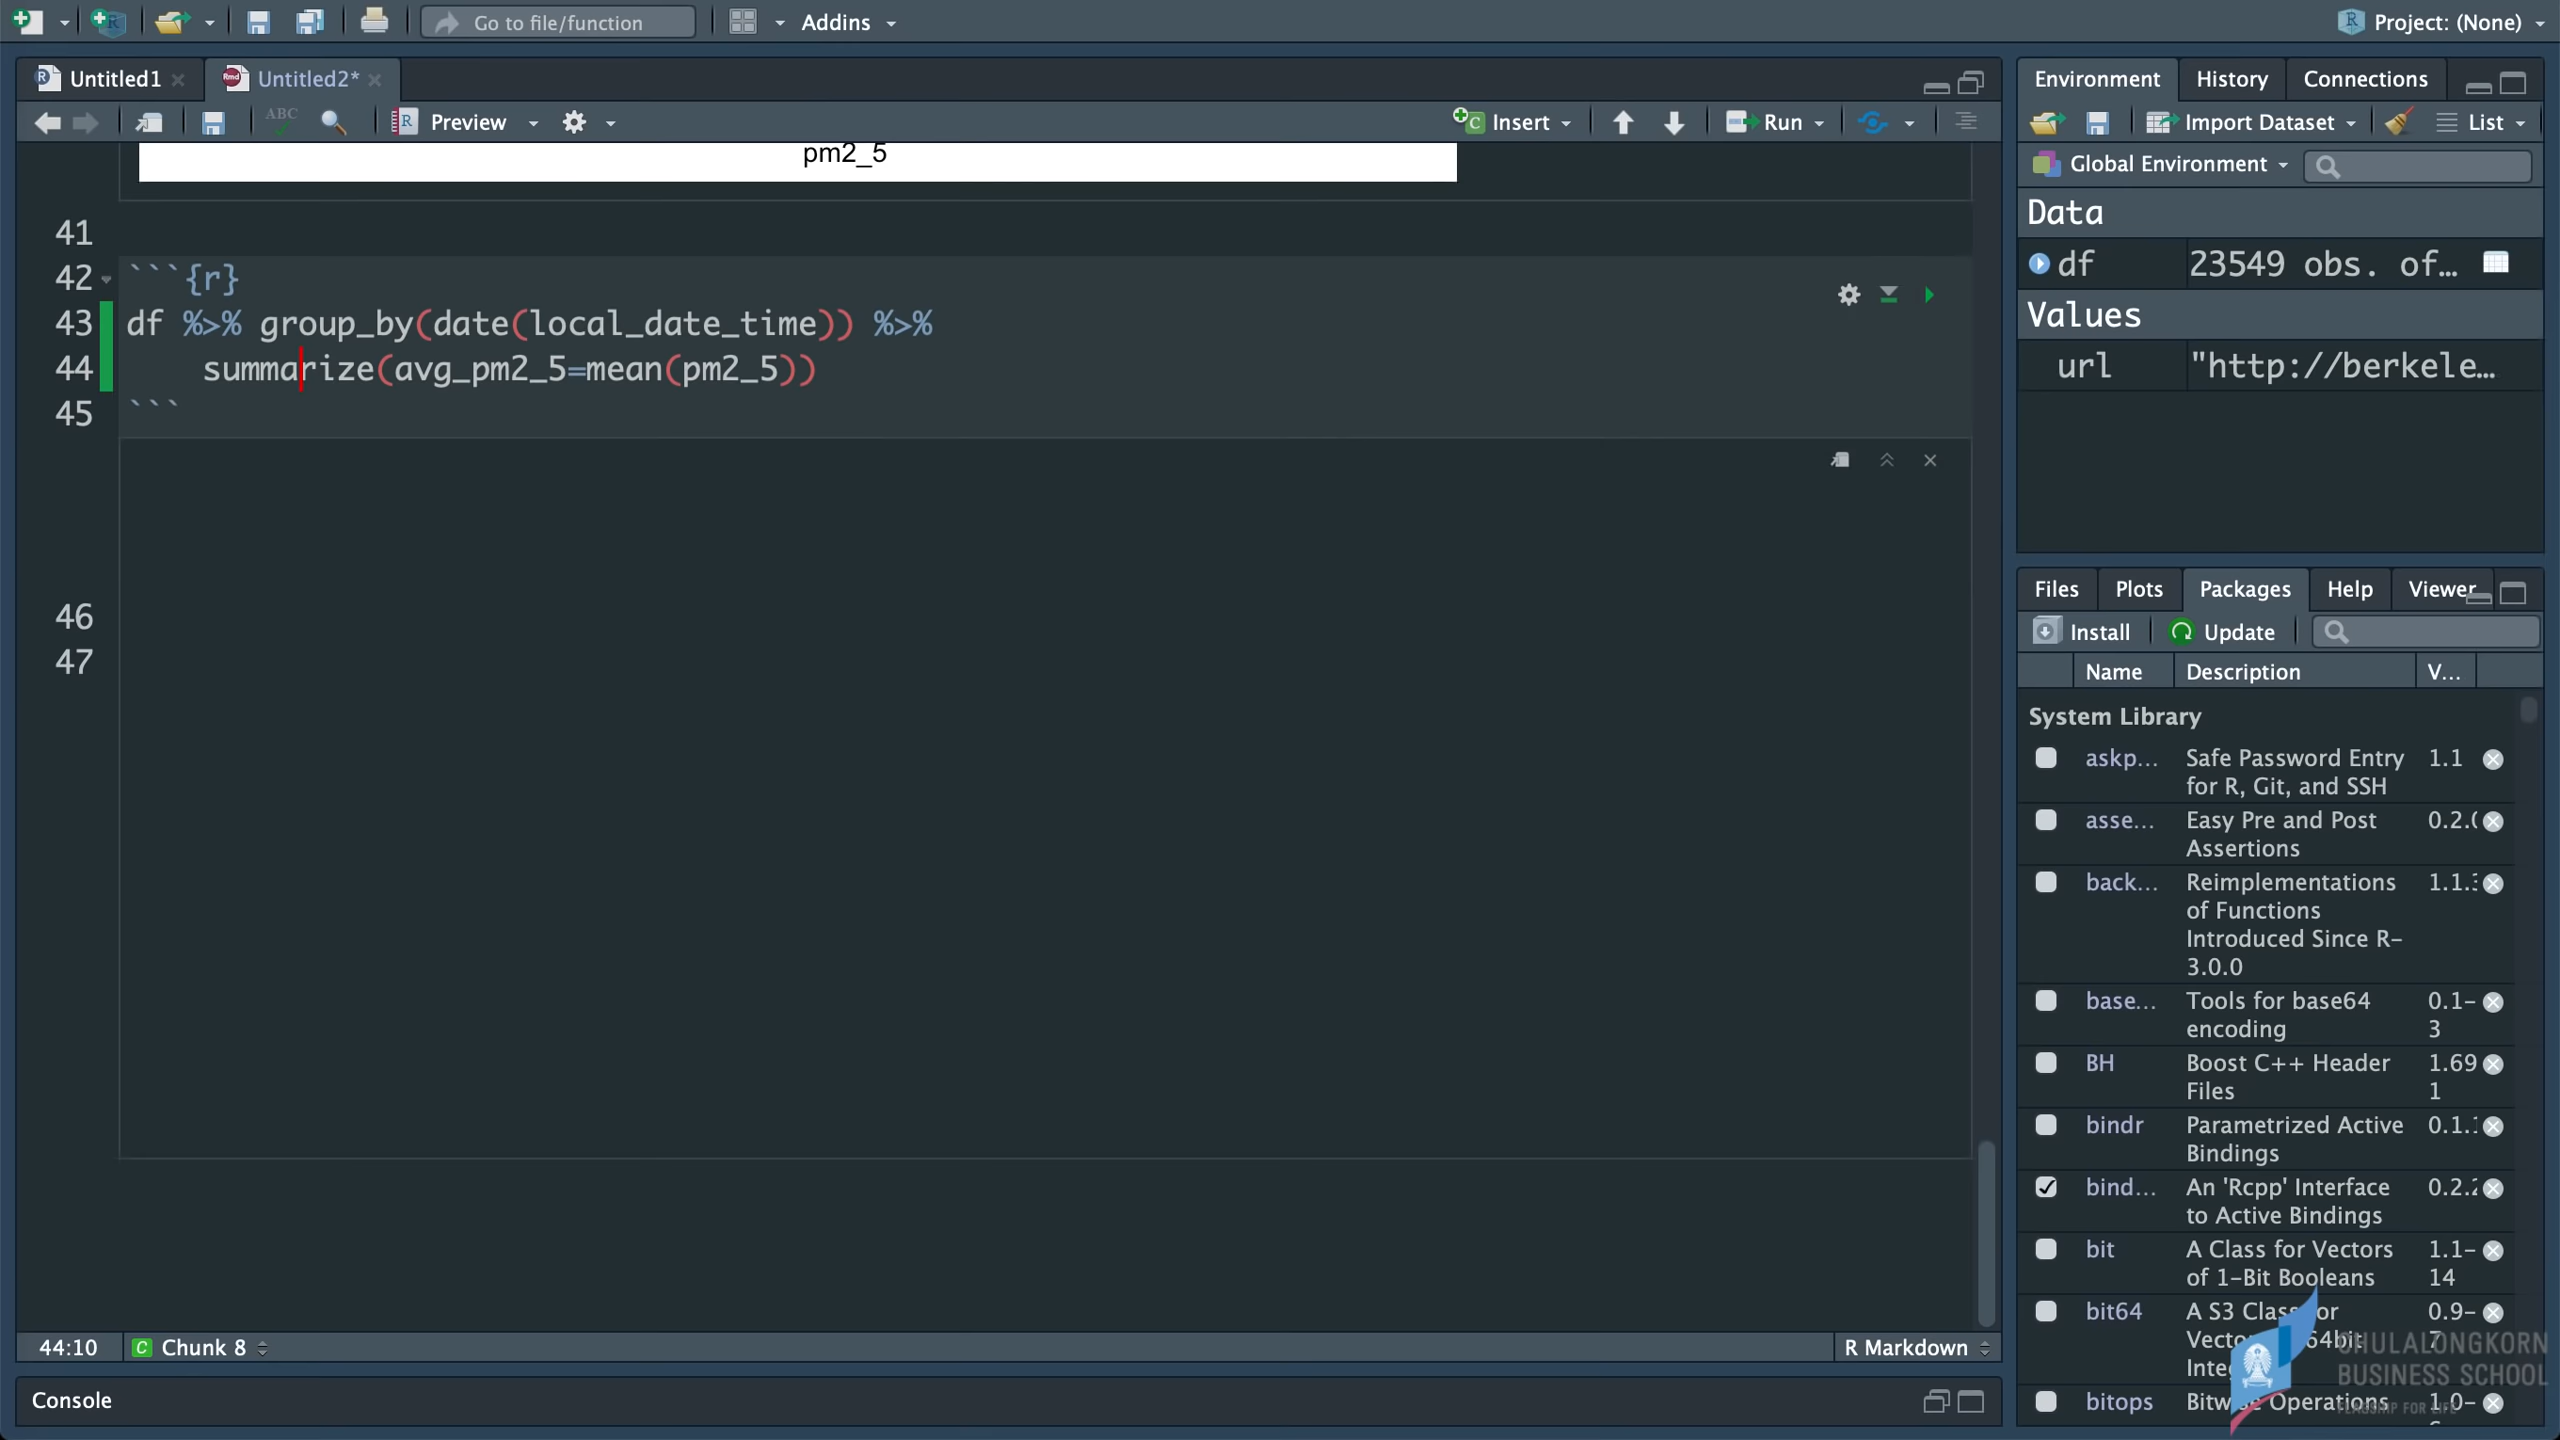 Go to file/function
Addins
Project: (None)
Untitled1
Untitled2*
ABC
Preview
Insert
Run
pm2_5
41
42 ```{r}
43 df %>% group_by(date(local_date_time)) %>%
44 summarize(avg_pm2_5=mean(pm2_5))
45 ```
46
47
44:10
C Chunk 8
R Markdown
Console
Environment
History
Connections
Import Dataset
List
Global Environment
Data
df 23549 obs. of…
Values
url "http://berkele…
Files
Plots
Packages
Help
Viewer
Install
Update
Name Description V...
System Library
askp... Safe Password Entry 1.1
for R, Git, and SSH
asse... Easy Pre and Post 0.2.
Assertions
back... Reimplementations 1.1.
of Functions
Introduced Since R-
3.0.0
base... Tools for base64 0.1-
encoding 3
BH Boost C++ Header 1.69
Files 1
bindr Parametrized Active 0.1.
Bindings
bind... An 'Rcpp' Interface 0.2.
to Active Bindings
bit A Class for Vectors 1.1-
of 1-Bit Booleans 14
bit64 A S3 Class for 0.9-
7
bitops Operations 1.0-
CHULALONGKORN
BUSINESS SCHOOL
FLAGSHIP FOR LIFE